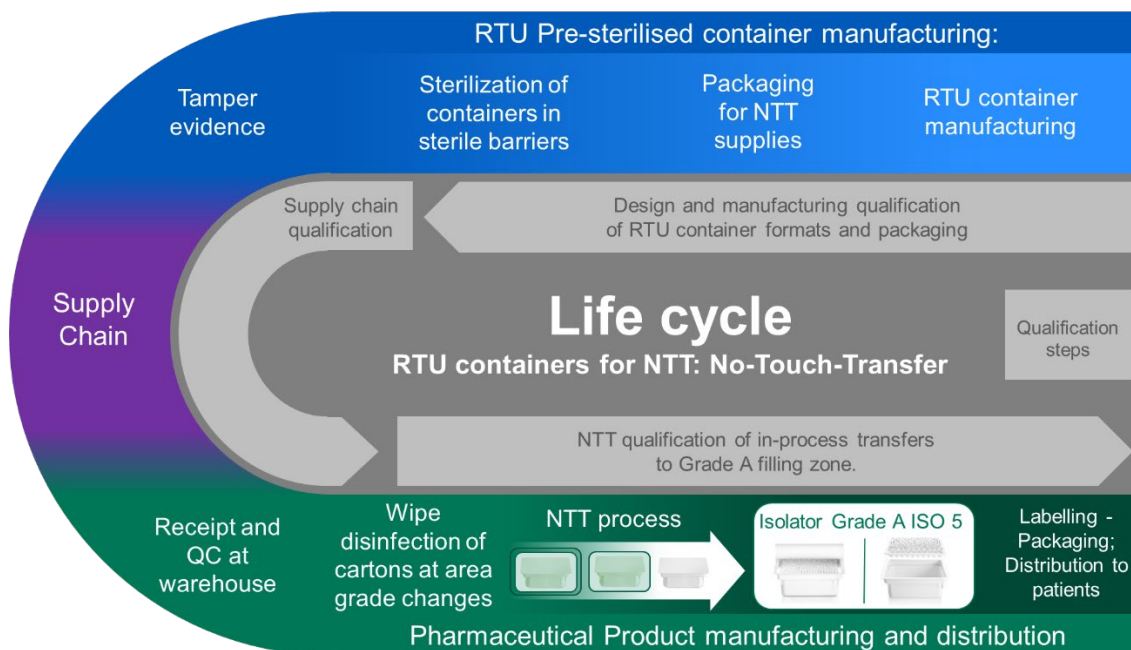 RTU Pre-sterilised container manufacturing:
Tamper
evidence
Sterilization of
containers in
sterile barriers
Packaging
for NTT
supplies
RTU container
manufacturing
Supply chain
qualification
Design and manufacturing qualification
of RTU container formats and packaging
Supply
Chain
Life cycle
RTU containers for NTT: No-Touch-Transfer
Qualification
steps
NTT qualification of in-process transfers
to Grade A filling zone.
Receipt and
QC at
warehouse
Wipe
disinfection of
cartons at area
grade changes
NTT process
Isolator Grade A ISO 5
Labelling -
Packaging;
Distribution to
patients
Pharmaceutical Product manufacturing and distribution